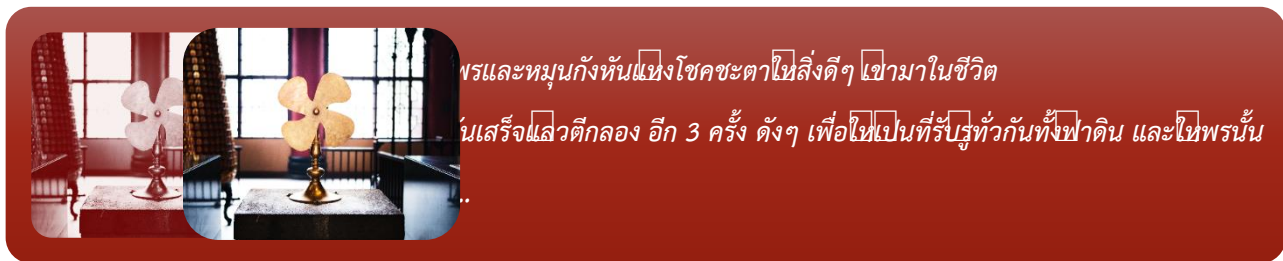 พรและหมุนกังหันแหงโชคชะตาใหสิ่งดีๆ เขามาในชีวิต
นเสร็จแลวตีกลอง อีก 3 ครั้ง ดังๆ เพื่อใหเปนที่รับรูทั่วกันทั้งฟาดิน และใหพรนั้น
..